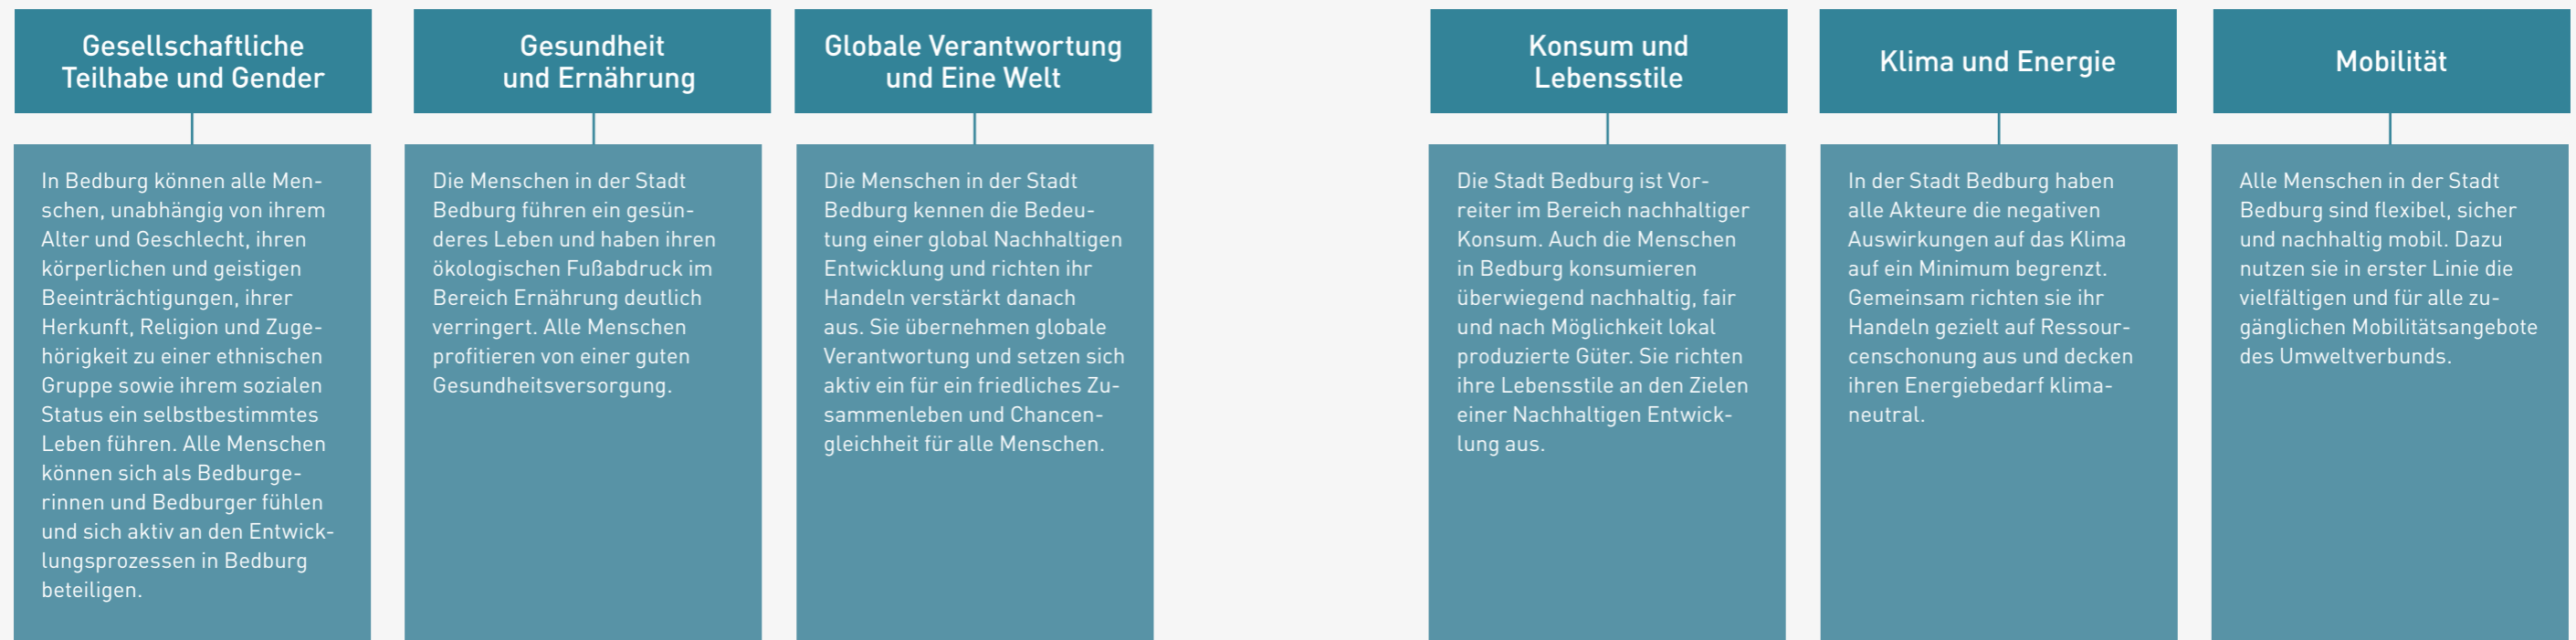 Gesellschaftliche
Teilhabe und Gender
In Bedburg können alle Men-
schen, unabhängig von ihrem
Alter und Geschlecht, ihren
körperlichen und geistigen
Beeinträchtigungen, ihrer
Herkunft, Religion und Zuge-
hörigkeit zu einer ethnischen
Gruppe sowie ihrem sozialen
Status ein selbstbestimmtes
Leben führen. Alle Menschen
können sich als Bedburge-
rinnen und Bedburger fühlen
und sich aktiv an den Entwick-
lungsprozessen in Bedburg
beteiligen.
Gesundheit
und Ernährung
Die Menschen in der Stadt
Bedburg führen ein gesün-
deres Leben und haben ihren
ökologischen Fußabdruck im
Bereich Ernährung deutlich
verringert. Alle Menschen
profitieren von einer guten
Gesundheitsversorgung.
Globale Verantwortung
und Eine Welt
Die Menschen in der Stadt
Bedburg kennen die Bedeu-
tung einer global Nachhaltigen
Entwicklung und richten ihr
Handeln verstärkt danach
aus. Sie übernehmen globale
Verantwortung und setzen sich
aktiv ein für ein friedliches Zu-
sammenleben und Chancen-
gleichheit für alle Menschen.
Konsum und
Lebensstile
Die Stadt Bedburg ist Vor-
reiter im Bereich nachhaltiger
Konsum. Auch die Menschen
in Bedburg konsumieren
überwiegend nachhaltig, fair
und nach Möglichkeit lokal
produzierte Güter. Sie richten
ihre Lebensstile an den Zielen
einer Nachhaltigen Entwick-
lung aus.
Klima und Energie
In der Stadt Bedburg haben
alle Akteure die negativen
Auswirkungen auf das Klima
auf ein Minimum begrenzt.
Gemeinsam richten sie ihr
Handeln gezielt auf Ressour-
censchonung aus und decken
ihren Energiebedarf klima-
neutral.
Mobilität
Alle Menschen in der Stadt
Bedburg sind flexibel, sicher
und nachhaltig mobil. Dazu
nutzen sie in erster Linie die
vielfältigen und für alle zu-
gänglichen Mobilitätsangebote
des Umweltverbunds.